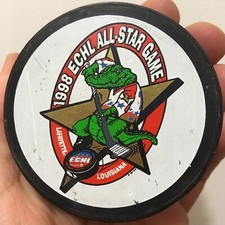 1998 ECHL ALL-STAR GAME
LAFAYETTE
LOUISIANA
ECHL